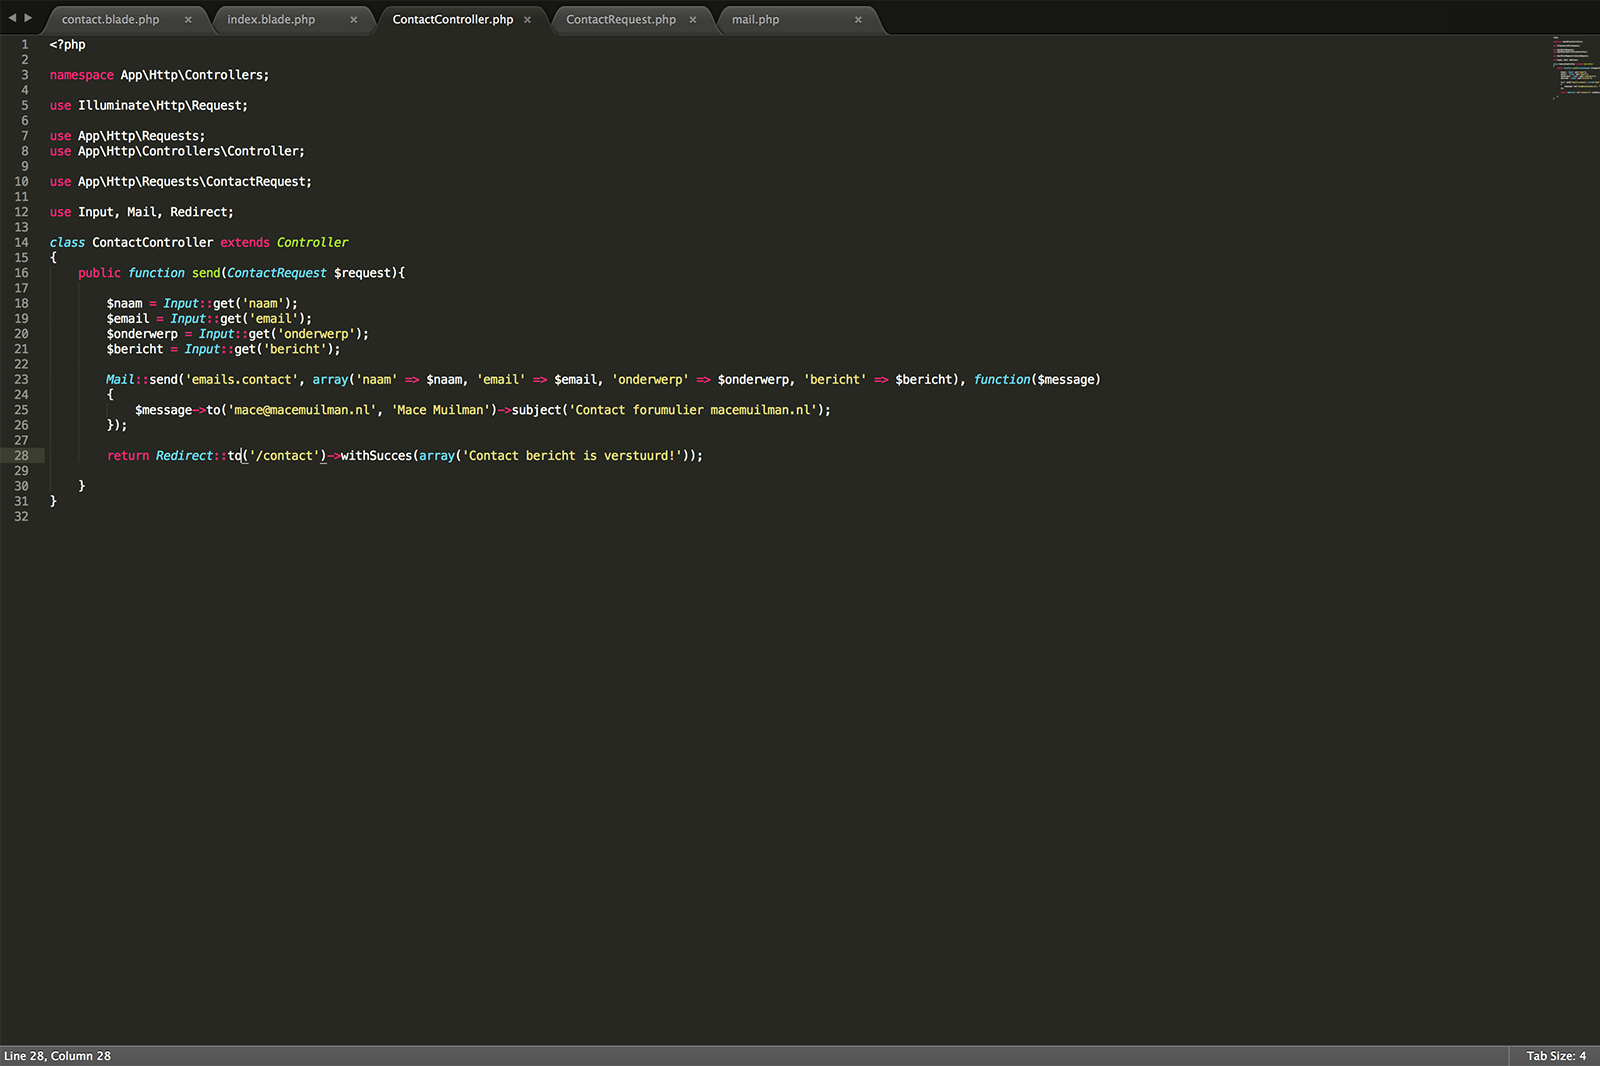 contact.blade.php × index.blade.php × ContactController.php × ContactRequest.php × mail.php ×
1 <?php
2
3 namespace App\Http\Controllers;
4
5 use Illuminate\Http\Request;
6
7 use App\Http\Requests;
8 use App\Http\Controllers\Controller;
9
10 use App\Http\Requests\ContactRequest;
11
12 use Input, Mail, Redirect;
13
14 class ContactController extends Controller
15 {
16 public function send(ContactRequest $request){
17
18 $naam = Input::get('naam');
19 $email = Input::get('email');
20 $onderwerp = Input::get('onderwerp');
21 $bericht = Input::get('bericht');
22
23 Mail::send('emails.contact', array('naam' => $naam, 'email' => $email, 'onderwerp' => $onderwerp, 'bericht' => $bericht), function($message)
24 {
25 $message->to('mace@macemuilman.nl', 'Mace Muilman')->subject('Contact forumulier macemuilman.nl');
26 });
27
28 return Redirect::to('/contact')->withSucces(array('Contact bericht is verstuurd!'));
29
30 }
31 }
32
Line 28, Column 28 Tab Size: 4